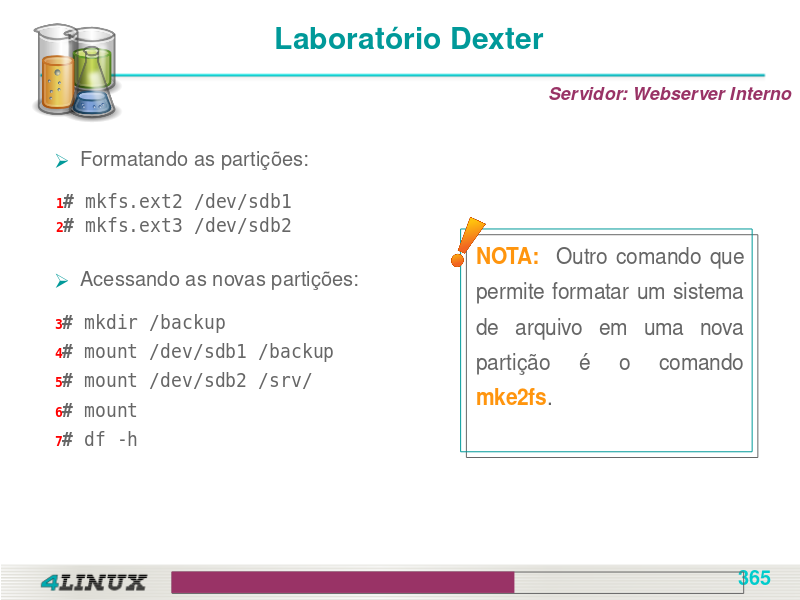 Laboratório Dexter
Servidor: Webserver Interno
Formatando as partições:
1# mkfs.ext2 /dev/sdb1
2# mkfs.ext3 /dev/sdb2
Acessando as novas partições:
3# mkdir /backup
4# mount /dev/sdb1 /backup
5# mount /dev/sdb2 /srv/
6# mount
7# df -h
NOTA: Outro comando que
permite formatar um sistema
de arquivo em uma nova
partição é o comando
mke2fs.
4LINUX
365